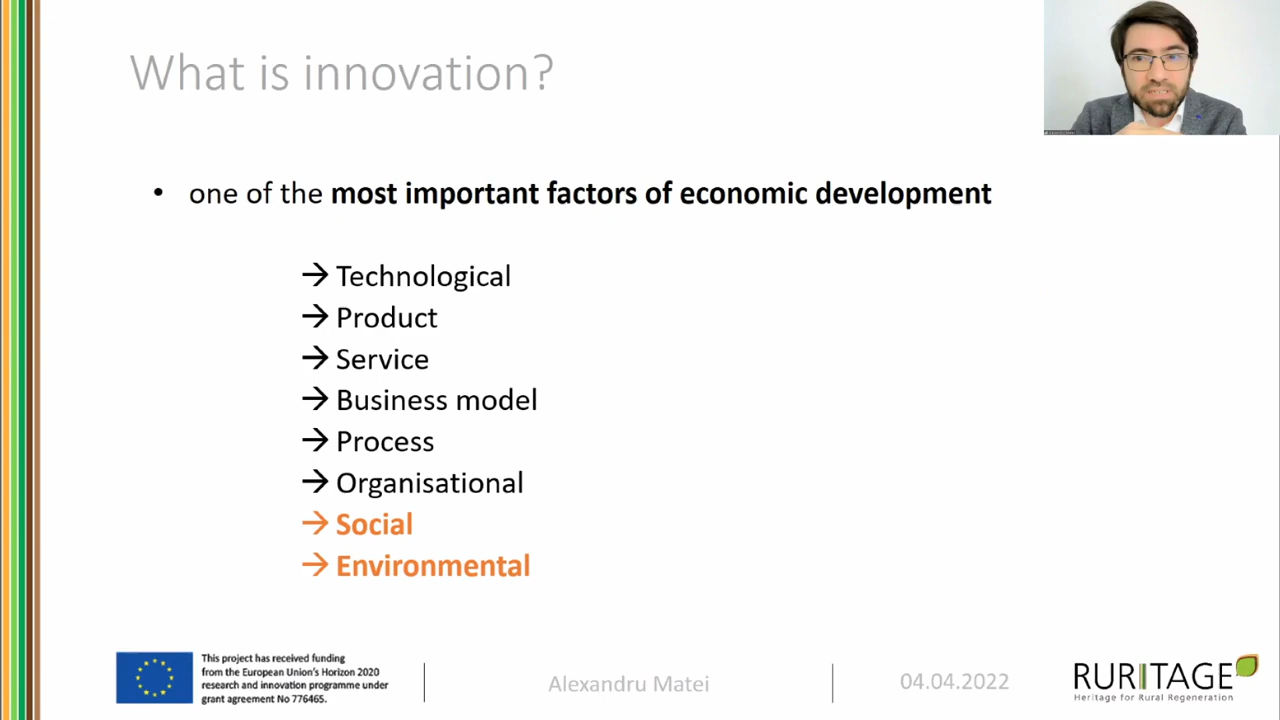 What is innovation?
• one of the most important factors of economic development
→ Technological
→ Product
→ Service
→ Business model
→ Process
→ Organisational
→ Social
→ Environmental
This project has received funding
from the European Union's Horizon 2020
research and innovation programme under
grant agreement No 776465.
Alexandru Matei
04.04.2022
RURITAGE
Heritage for Rural Regeneration